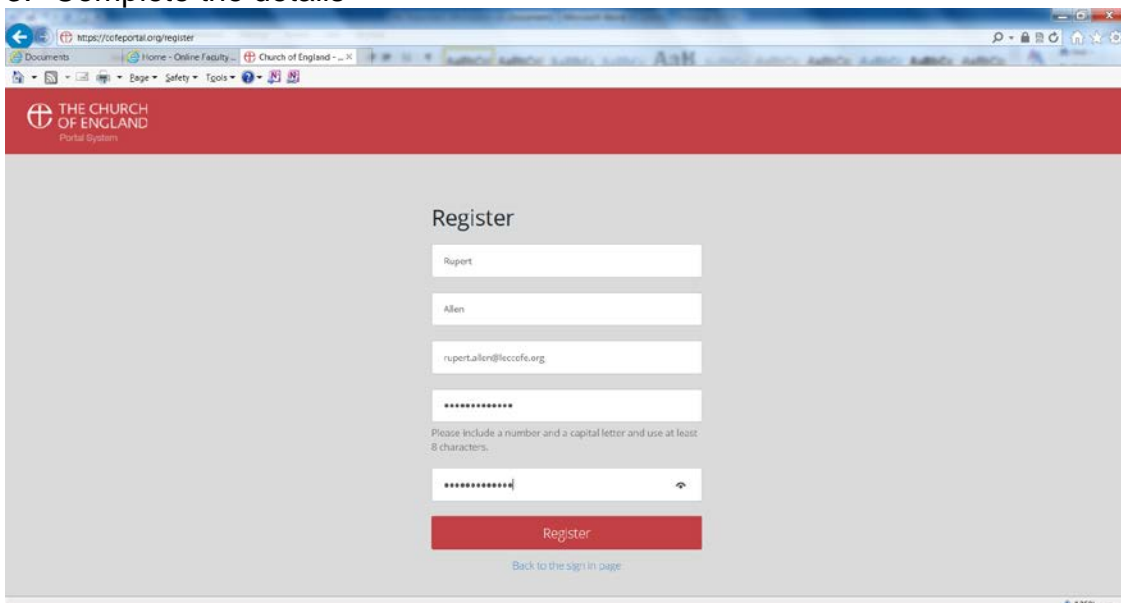 Complete the details
https://cofeportal.org/register
Documents Home - Online Faculty ... Church of England - ... X
Page Safety Tools
THE CHURCH
OF ENGLAND
Portal System
Register
Rupert
Allen
rupert.allen@leccofe.org
•••••••••••••
Please include a number and a capital letter and use at least
8 characters.
•••••••••••••
Register
Back to the sign in page